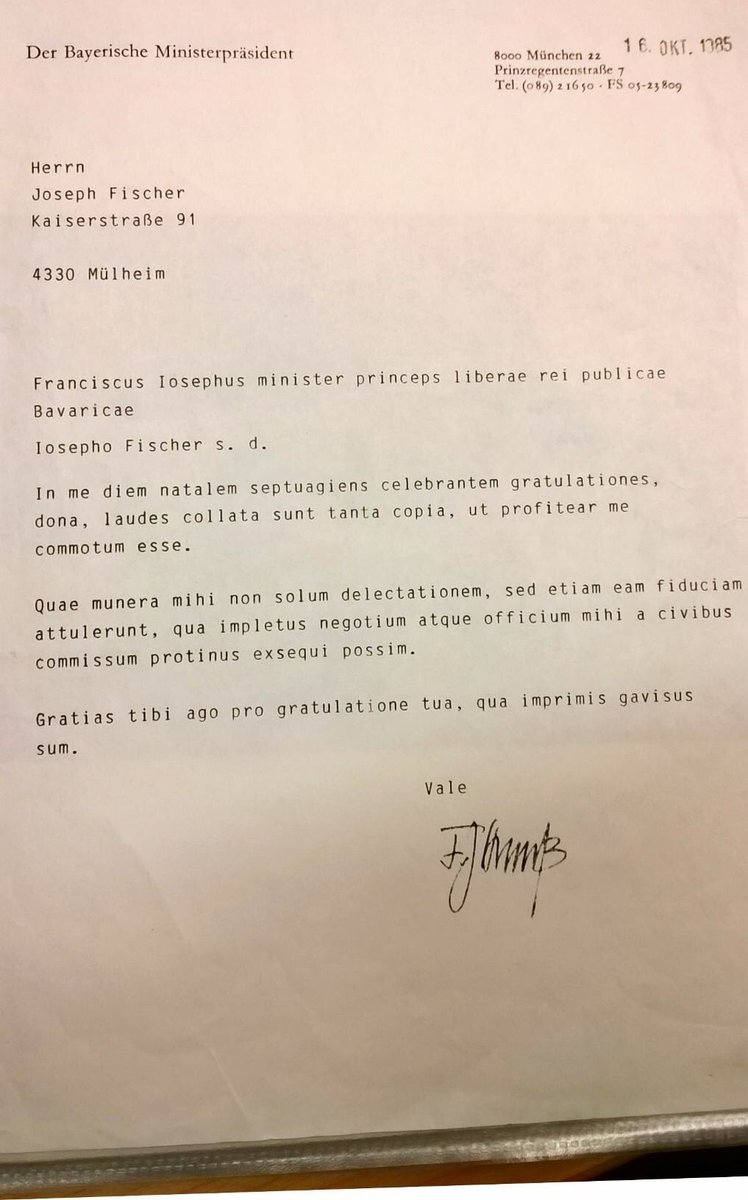 Der Bayerische Ministerpräsident
16. OKT. 1985
8000 München 22
Prinzregentenstraße 7
Tel. (089) 21650 · FS 05-23809
Herrn
Joseph Fischer
Kaiserstraße 91
4330 Mülheim
Franciscus Iosephus minister princeps liberae rei publicae
Bavaricae
Iosepho Fischer s. d.
In me diem natalem septuagiens celebrantem gratulationes,
dona, laudes collata sunt tanta copia, ut profitear me
commotum esse.
Quae munera mihi non solum delectationem, sed etiam eam fiduciam
attulerunt, qua impletus negotium atque officium mihi a civibus
commissum protinus exsequi possim.
Gratias tibi ago pro gratulatione tua, qua imprimis gavisus
sum.
Vale
FJStrauß